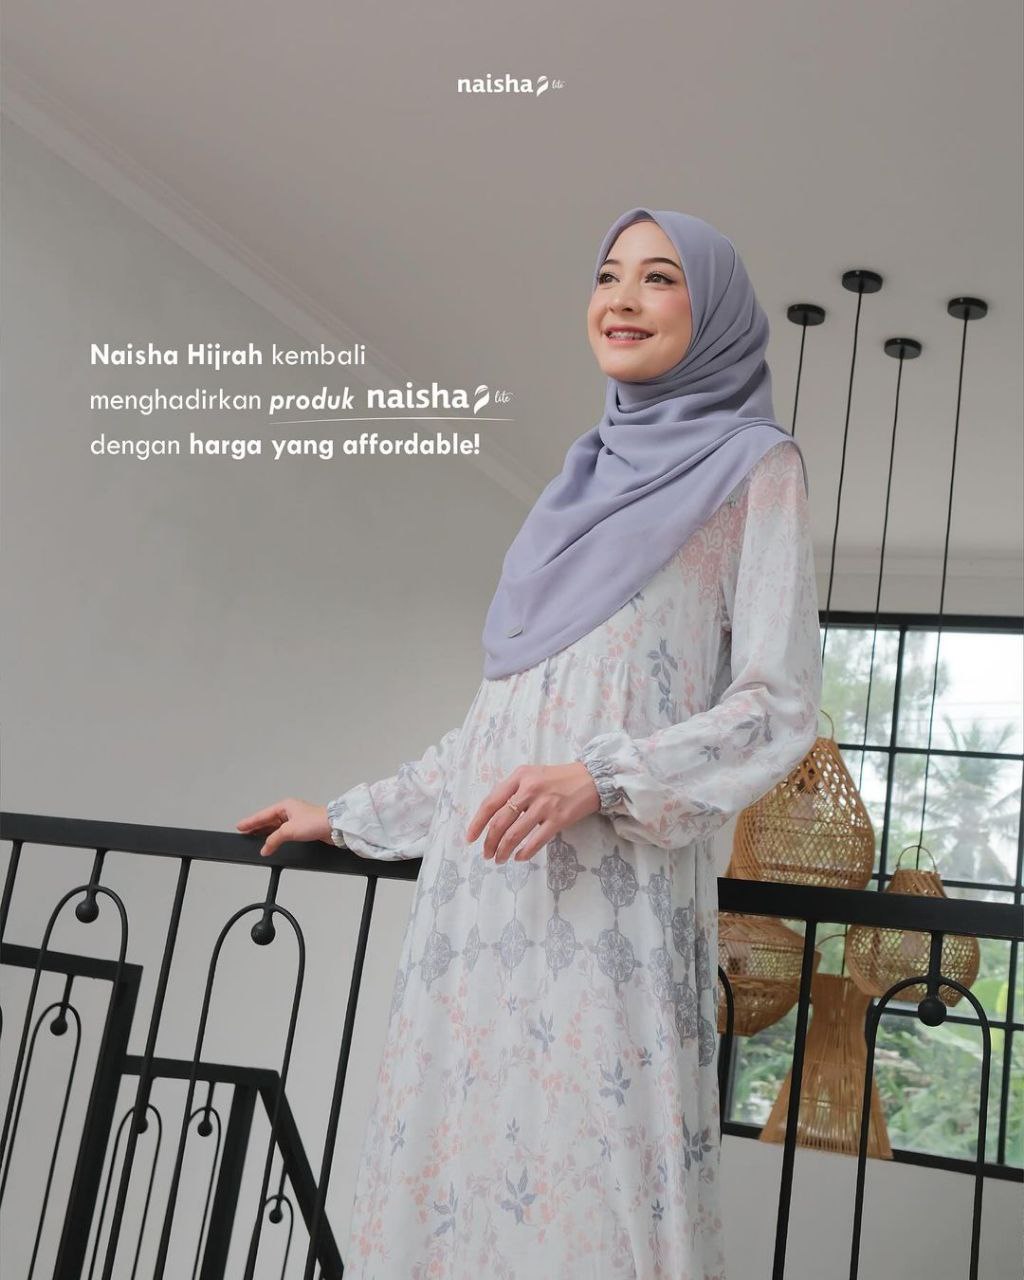 naisha lite
Naisha Hijrah kembali
menghadirkan produk naisha lite
dengan harga yang affordable!